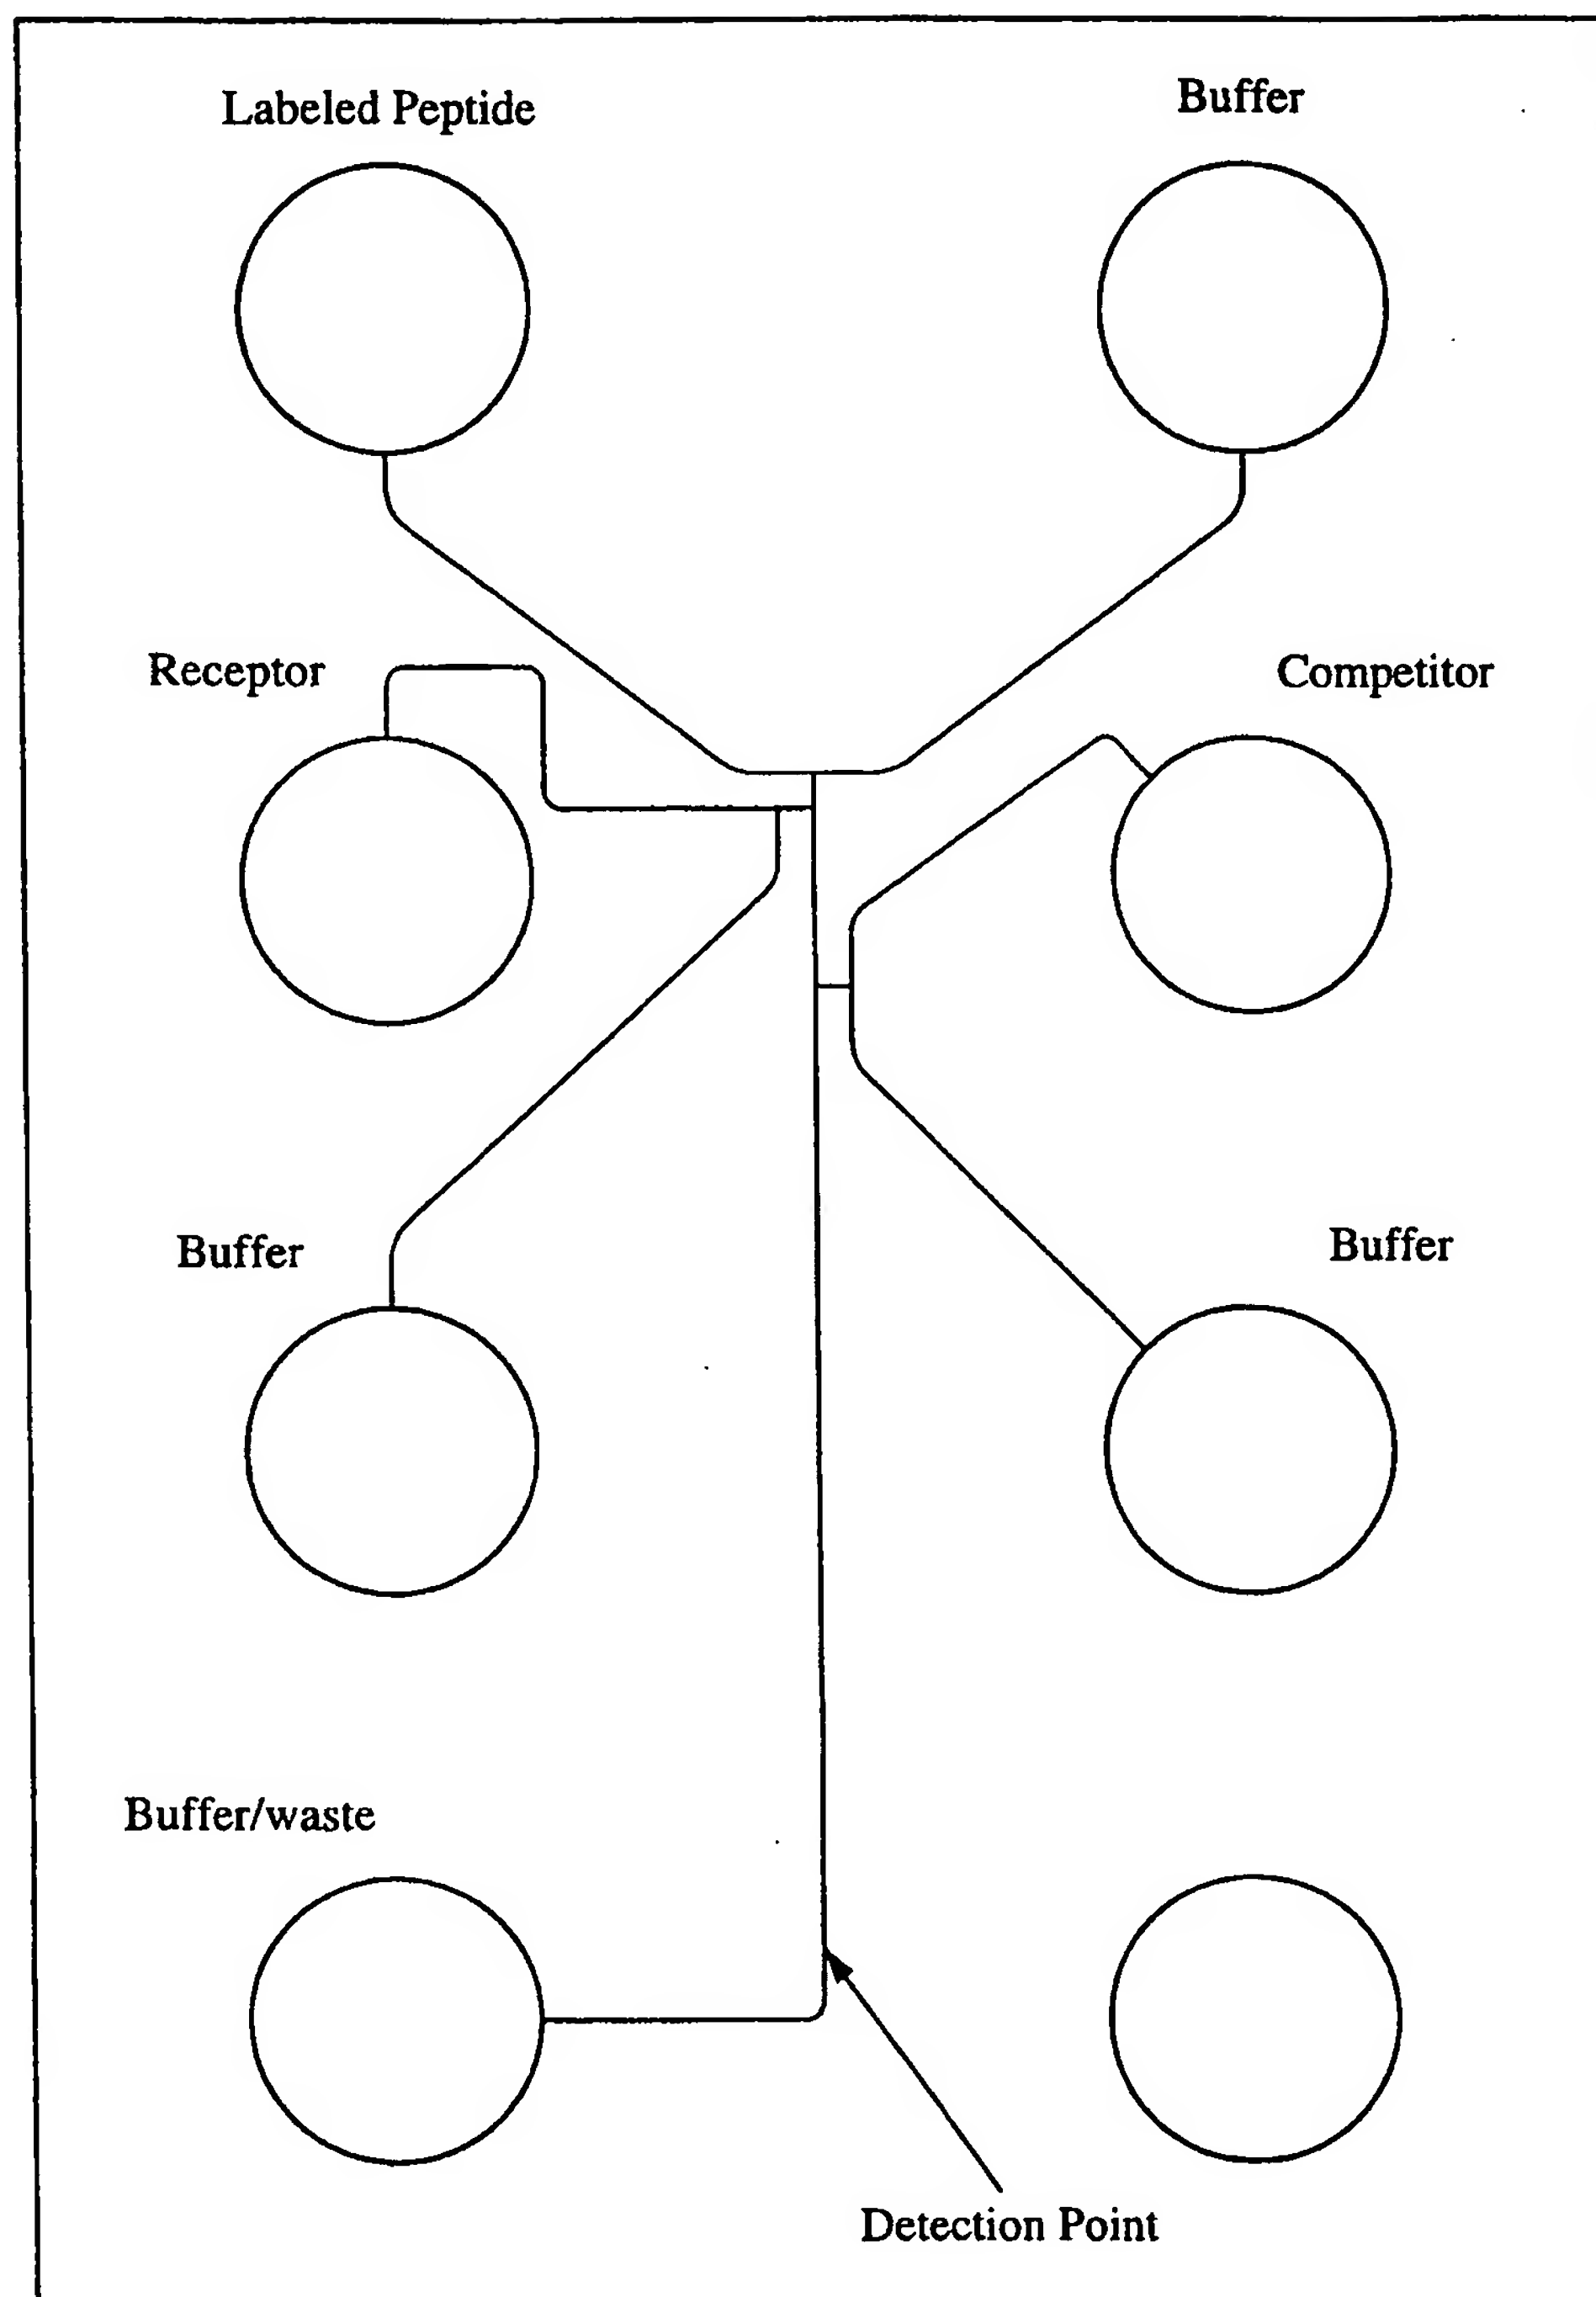 Labeled Peptide
Buffer
Receptor
Competitor
Buffer
Buffer
Buffer/waste
Detection Point